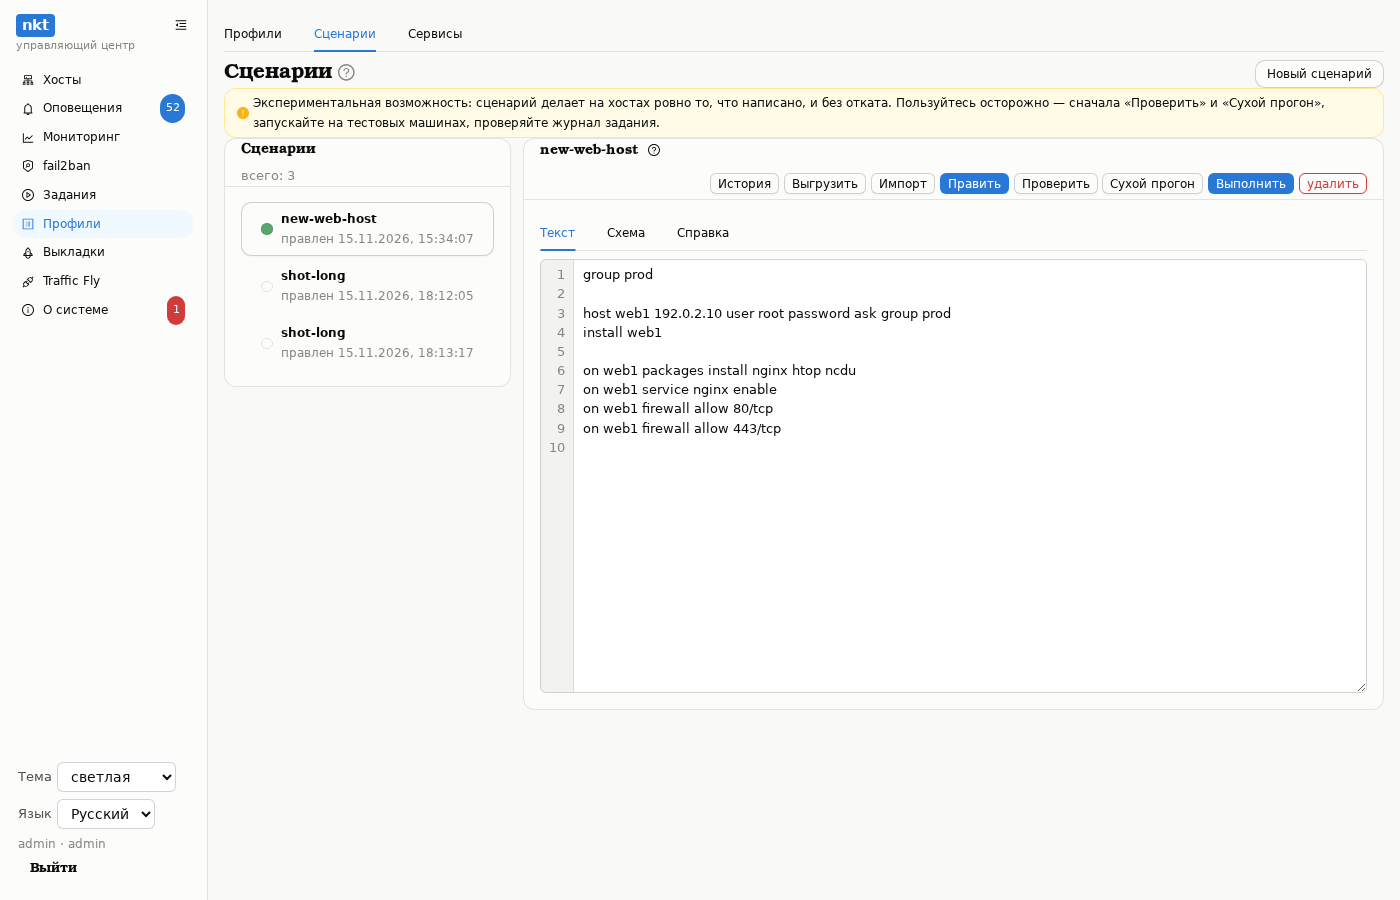 nkt
управляющий центр
Хосты
Оповещения 52
Мониторинг
fail2ban
Задания
Профили
Выкладки
Traffic Fly
О системе 1
Тема светлая
Язык Русский
admin · admin
Выйти
Профили Сценарии Сервисы
Сценарии ?
Новый сценарий
! Экспериментальная возможность: сценарий делает на хостах ровно то, что написано, и без отката. Пользуйтесь осторожно — сначала «Проверить» и «Сухой прогон»,
запускайте на тестовых машинах, проверяйте журнал задания.
Сценарии
всего: 3
new-web-host
правлен 15.11.2026, 15:34:07
shot-long
правлен 15.11.2026, 18:12:05
shot-long
правлен 15.11.2026, 18:13:17
new-web-host ?
История Выгрузить Импорт Править Проверить Сухой прогон Выполнить удалить
Текст Схема Справка
1 group prod
2
3 host web1 192.0.2.10 user root password ask group prod
4 install web1
5
6 on web1 packages install nginx htop ncdu
7 on web1 service nginx enable
8 on web1 firewall allow 80/tcp
9 on web1 firewall allow 443/tcp
10